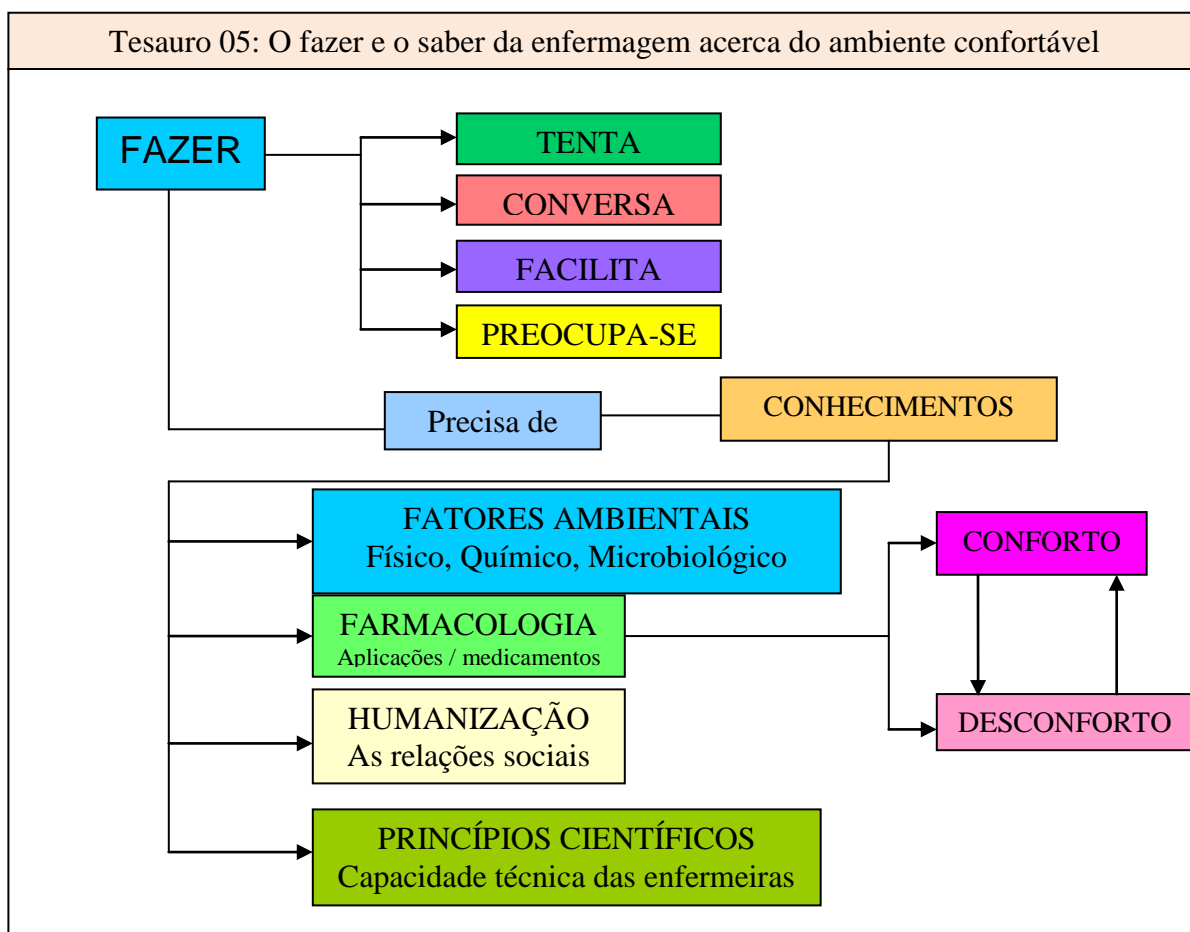 Tesauro 05: O fazer e o saber da enfermagem acerca do ambiente confortável
FAZER
TENTA
CONVERSA
FACILITA
PREOCUPA-SE
Precisa de
CONHECIMENTOS
FATORES AMBIENTAIS
Físico, Químico, Microbiológico
CONFORTO
FARMACOLOGIA
Aplicações / medicamentos
HUMANIZAÇÃO
As relações sociais
DESCONFORTO
PRINCÍPIOS CIENTÍFICOS
Capacidade técnica das enfermeiras